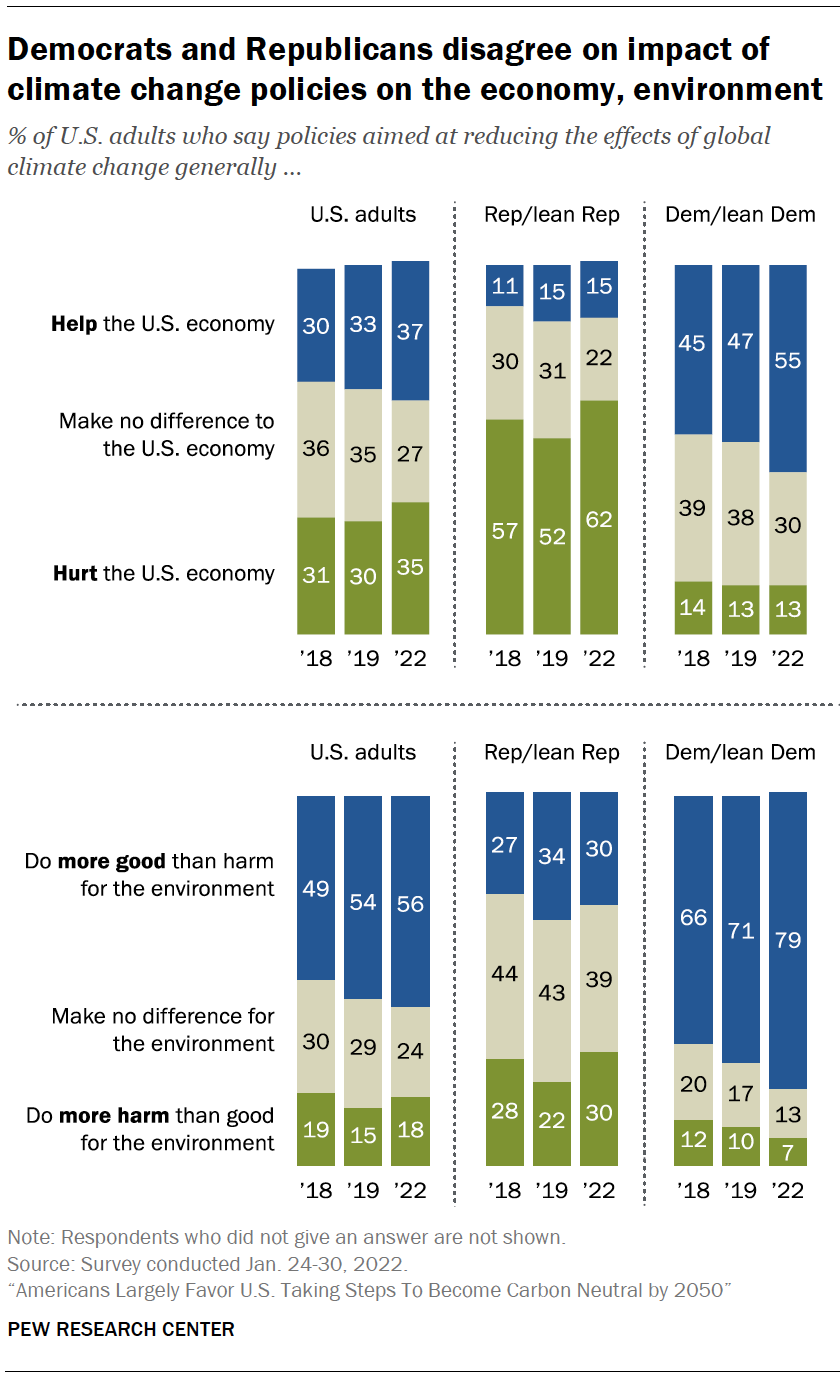 Democrats and Republicans disagree on impact of
climate change policies on the economy, environment
% of U.S. adults who say policies aimed at reducing the effects of global
climate change generally ...
U.S. adults
Rep/lean Rep
Dem/lean Dem
Help the U.S. economy
30 33 37
11 15 15
45 47 55
Make no difference to
the U.S. economy
36 35 27
30 31 22
39 38 30
Hurt the U.S. economy
31 30 35
57 52 62
14 13 13
’18 ’19 ’22
’18 ’19 ’22
’18 ’19 ’22
U.S. adults
Rep/lean Rep
Dem/lean Dem
Do more good than harm
for the environment
49 54 56
27 34 30
66 71 79
Make no difference for
the environment
30 29 24
44 43 39
20 17 13
Do more harm than good
for the environment
19 15 18
28 22 30
12 10 7
’18 ’19 ’22
’18 ’19 ’22
’18 ’19 ’22
Note: Respondents who did not give an answer are not shown.
Source: Survey conducted Jan. 24-30, 2022.
“Americans Largely Favor U.S. Taking Steps To Become Carbon Neutral by 2050”
PEW RESEARCH CENTER